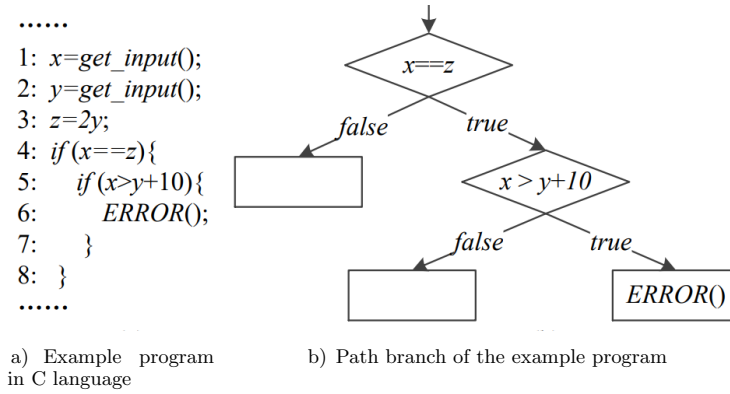 ......
1: x=get_input();
2: y=get_input();
3: z=2y;
4: if (x==z){
5: if (x>y+10){
6: ERROR();
7: }
8: }
......
x==z
false
true
x > y+10
false
true
ERROR()
a) Example program
in C language
b) Path branch of the example program